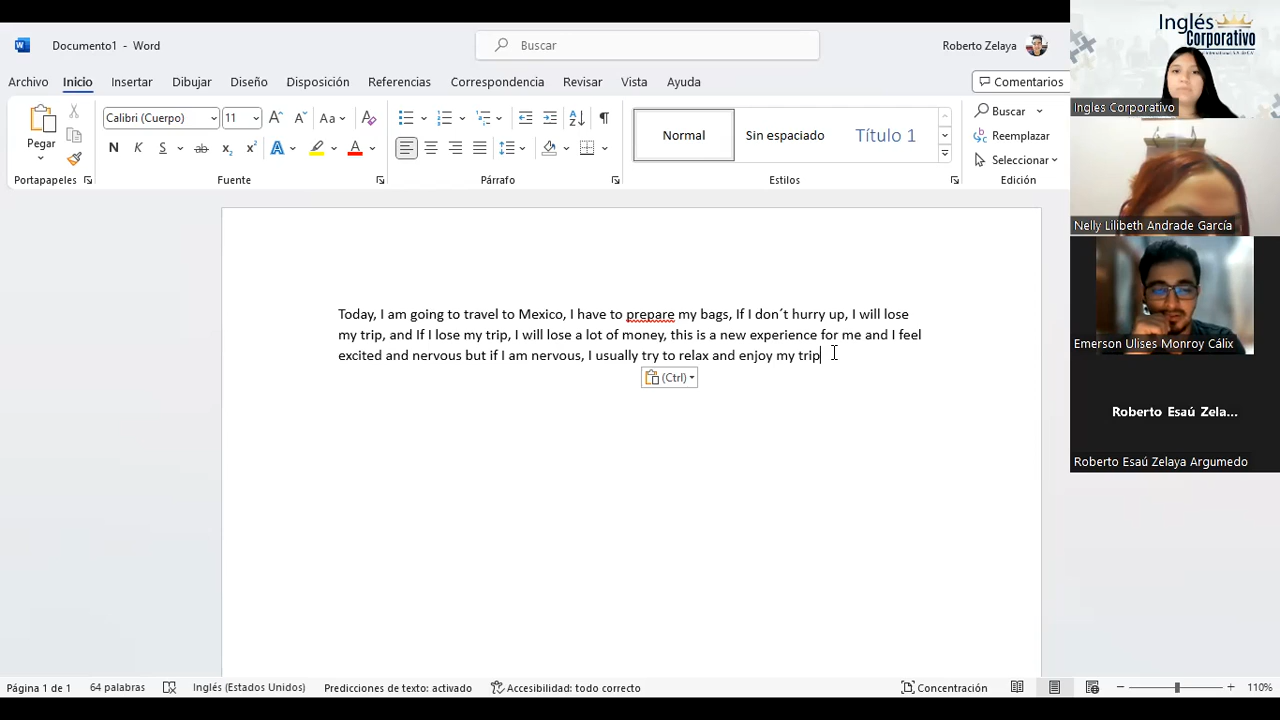 Documento1 - Word
Buscar
Roberto Zelaya
Archivo Inicio Insertar Dibujar Diseño Disposición Referencias Correspondencia Revisar Vista Ayuda
Comentarios
Pegar
Portapapeles
Calibri (Cuerpo) 11
Aa
N K S ab x₂ x² A A
Fuente
Párrafo
Normal Sin espaciado Título 1
Estilos
Buscar
Reemplazar
Seleccionar
Edición
Today, I am going to travel to Mexico, I have to prepare my bags, If I don´t hurry up, I will lose
my trip, and If I lose my trip, I will lose a lot of money, this is a new experience for me and I feel
excited and nervous but if I am nervous, I usually try to relax and enjoy my trip
(Ctrl)
Página 1 de 1 64 palabras Inglés (Estados Unidos) Predicciones de texto: activado Accesibilidad: todo correcto Concentración 110%
Inglés
Corporativo
Ingles Corporativo
Nelly Lilibeth Andrade García
Emerson Ulises Monroy Cálix
Roberto Esaú Zela...
Roberto Esaú Zelaya Argumedo